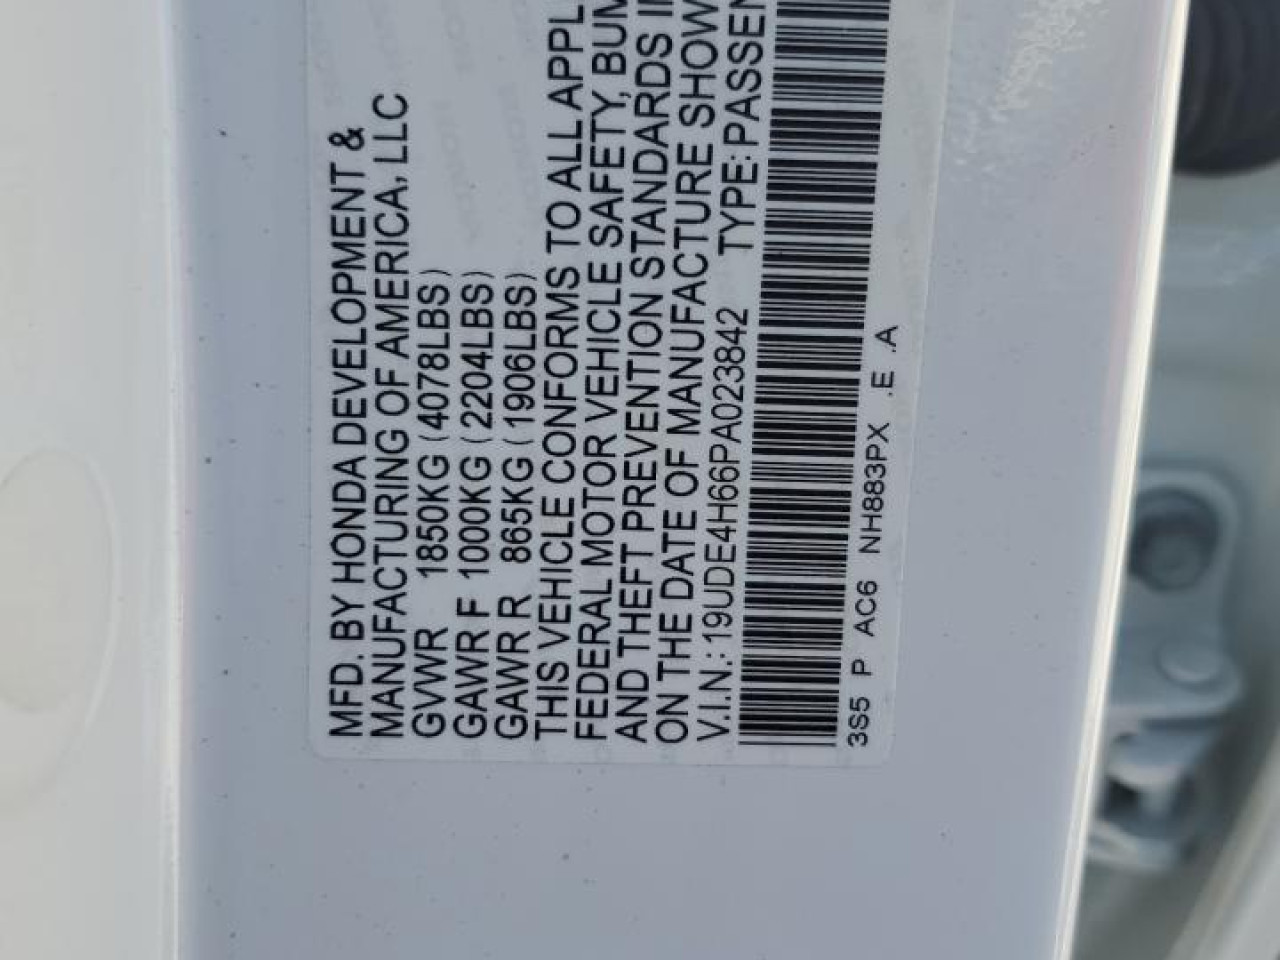 MFD. BY HONDA DEVELOPMENT &
MANUFACTURING OF AMERICA, LLC
GVWR 1850KG (4078LBS)
GAWR F 1000KG (2204LBS)
GAWR R 865KG (1906LBS)
THIS VEHICLE CONFORMS TO ALL APPL
FEDERAL MOTOR VEHICLE SAFETY, BUM
AND THEFT PREVENTION STANDARDS I
ON THE DATE OF MANUFACTURE SHOW
V.I.N.: 19UDE4H66PA023842 TYPE: PASSEN
3S5 P AC6 NH883PX .E .A